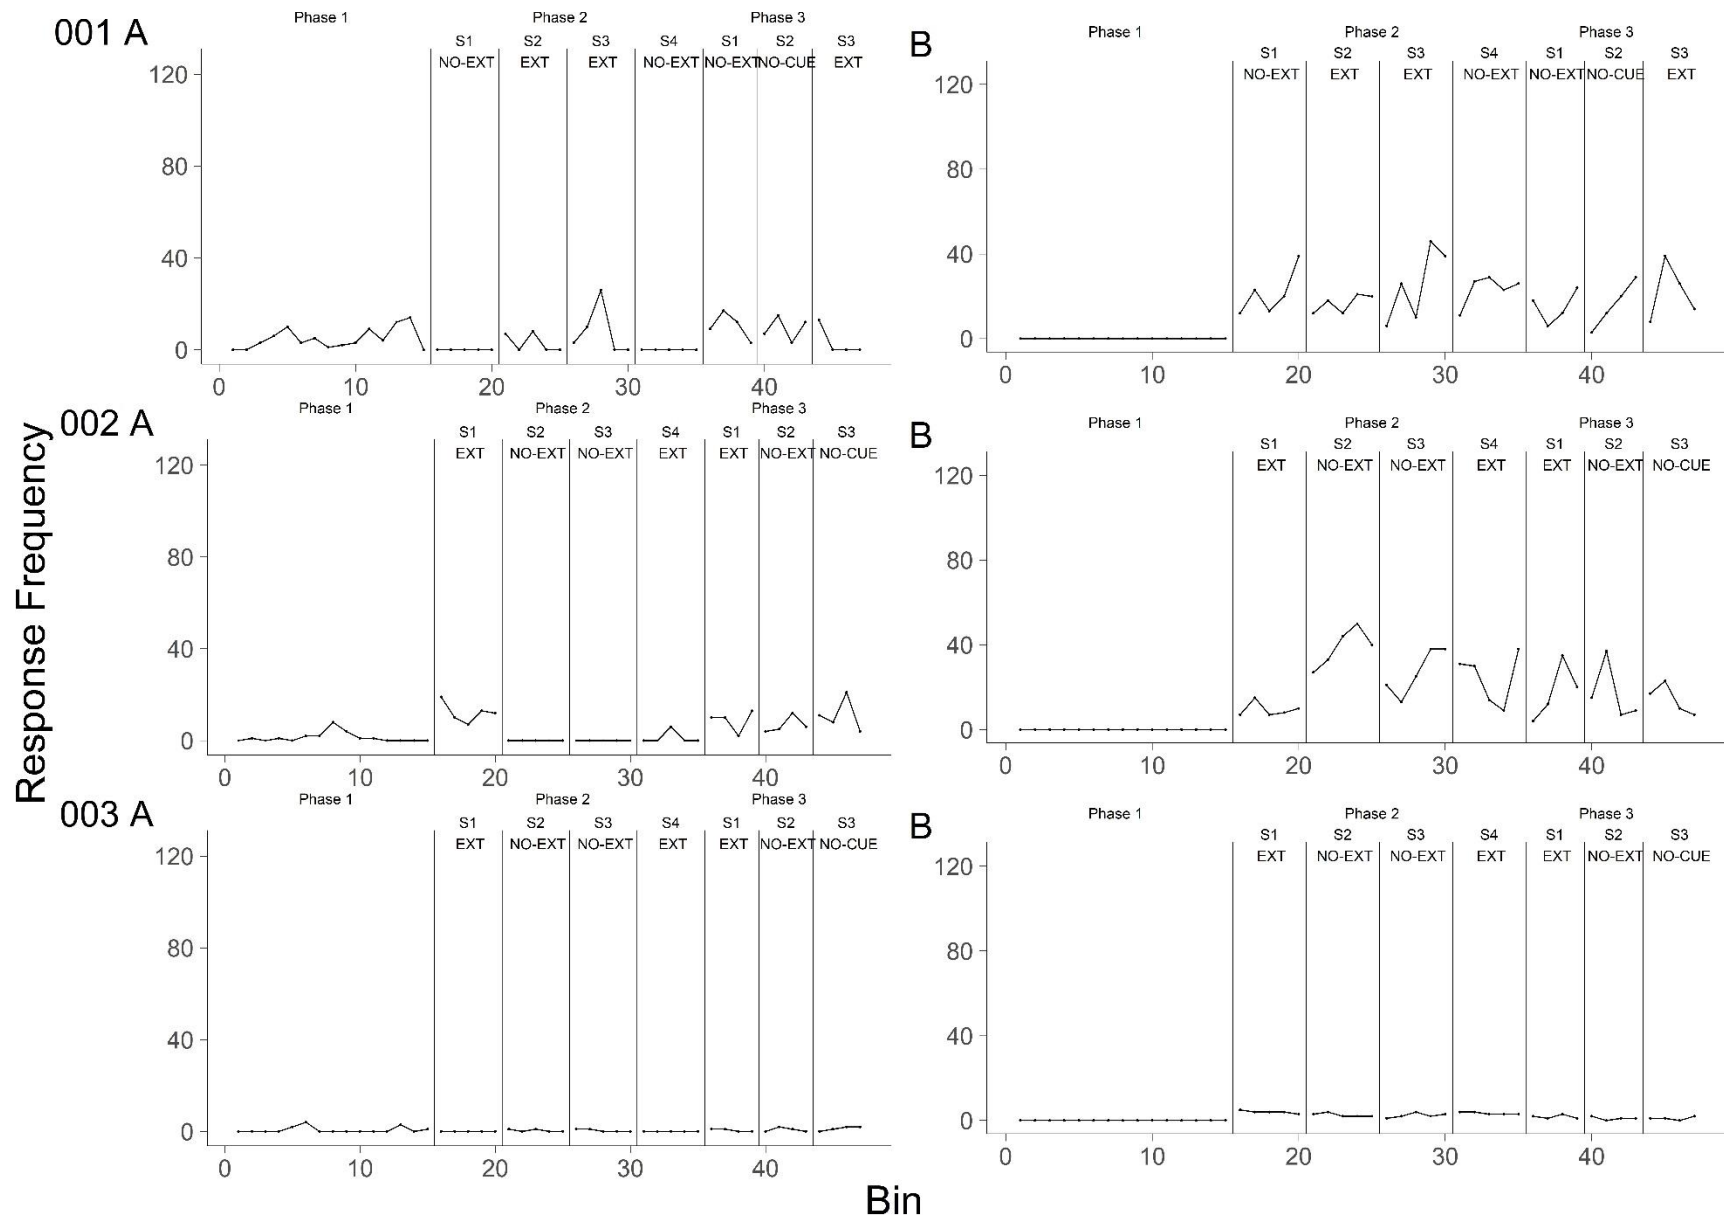 001 A
Phase 1 Phase 2 Phase 3
S1 S2 S3 S4 S1 S2 S3
NO-EXT EXT EXT NO-EXT NO-EXT NO-CUE EXT
120
80
40
0
0 10 20 30 40
B
Phase 1 Phase 2 Phase 3
S1 S2 S3 S4 S1 S2 S3
NO-EXT EXT EXT NO-EXT NO-EXT NO-CUE EXT
120
80
40
0
0 10 20 30 40
Response Frequency
002 A
Phase 1 Phase 2 Phase 3
S1 S2 S3 S4 S1 S2 S3
EXT NO-EXT NO-EXT EXT EXT NO-EXT NO-CUE
120
80
40
0
0 10 20 30 40
B
Phase 1 Phase 2 Phase 3
S1 S2 S3 S4 S1 S2 S3
EXT NO-EXT NO-EXT EXT EXT NO-EXT NO-CUE
120
80
40
0
0 10 20 30 40
003 A
Phase 1 Phase 2 Phase 3
S1 S2 S3 S4 S1 S2 S3
EXT NO-EXT NO-EXT EXT EXT NO-EXT NO-CUE
120
80
40
0
0 10 20 30 40
B
Phase 1 Phase 2 Phase 3
S1 S2 S3 S4 S1 S2 S3
EXT NO-EXT NO-EXT EXT EXT NO-EXT NO-CUE
120
80
40
0
0 10 20 30 40
Bin